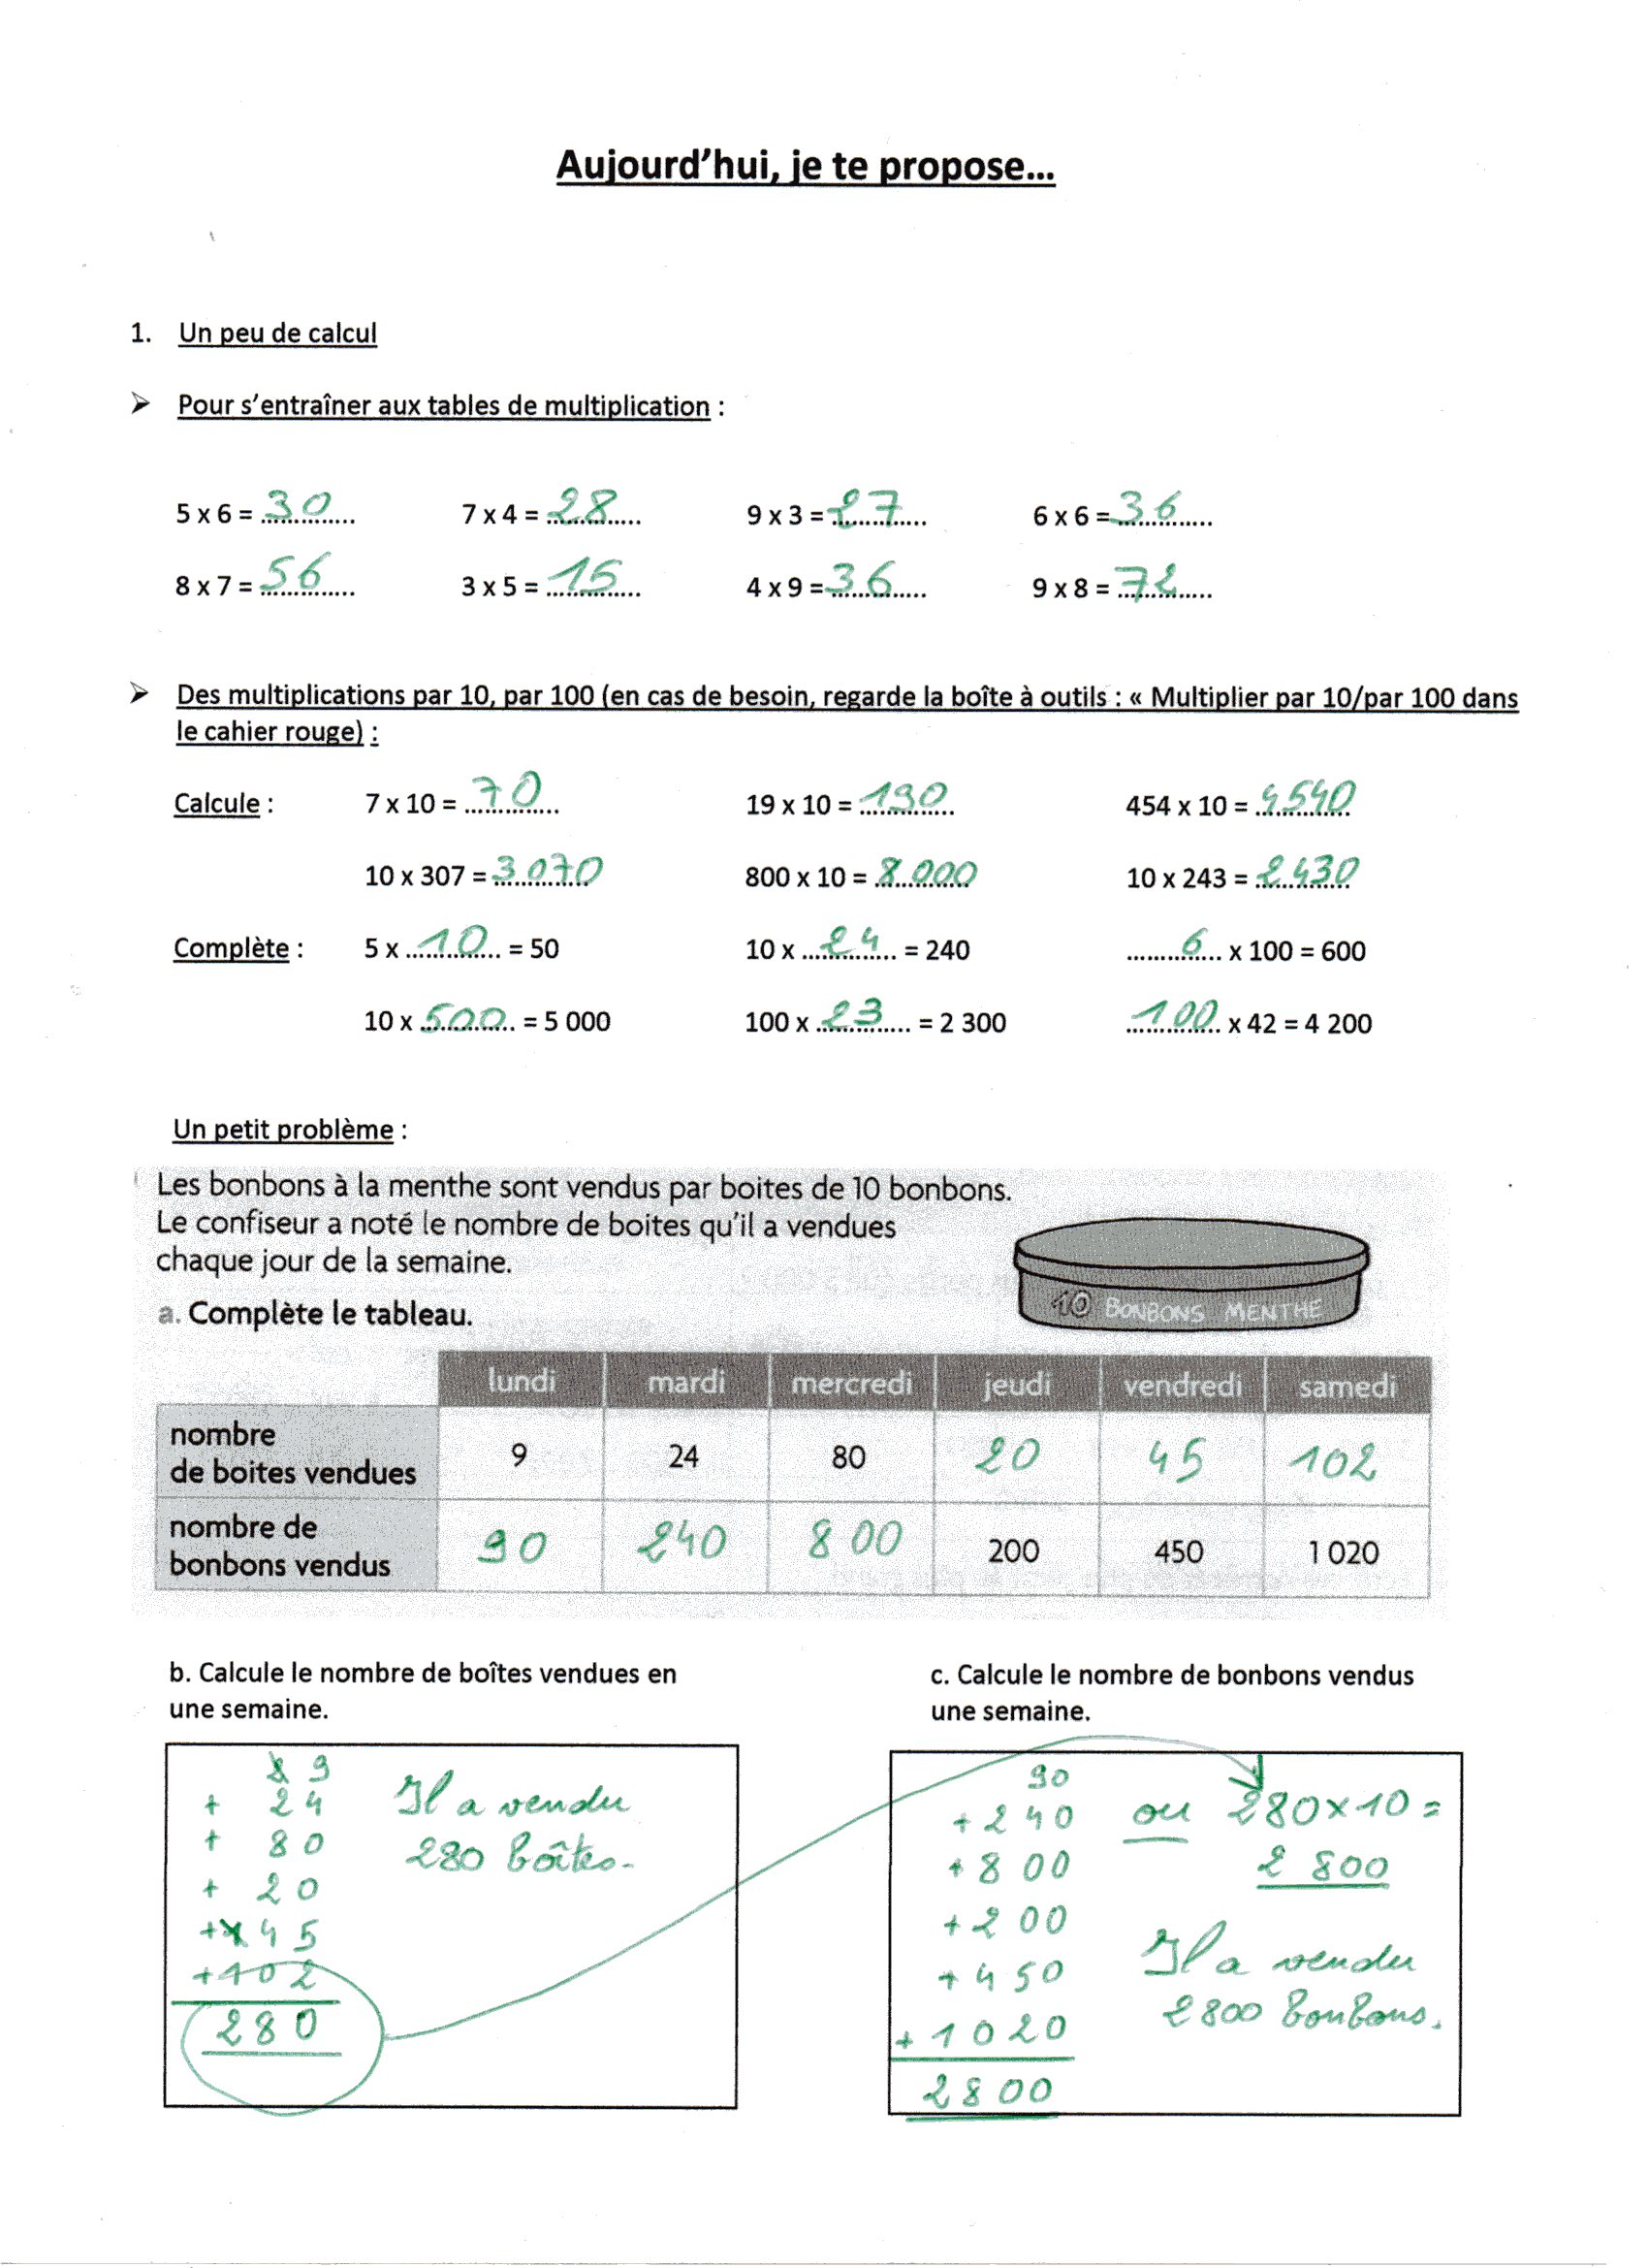 Aujourd'hui, je te propose...
1. Un peu de calcul
➢ Pour s'entraîner aux tables de multiplication :
5 x 6 = 30 7 x 4 = 28 9 x 3 = 27 6 x 6 = 36
8 x 7 = 56 3 x 5 = 15 4 x 9 = 36 9 x 8 = 72
➢ Des multiplications par 10, par 100 (en cas de besoin, regarde la boîte à outils : « Multiplier par 10/par 100 dans
le cahier rouge) :
Calcule : 7 x 10 = 70 19 x 10 = 190 454 x 10 = 4540
10 x 307 = 3 070 800 x 10 = 8 000 10 x 243 = 2 430
Complète : 5 x 10 = 50 10 x 24 = 240 6 x 100 = 600
10 x 500 = 5 000 100 x 23 = 2 300 100 x 42 = 4 200
Un petit problème :
Les bonbons à la menthe sont vendus par boites de 10 bonbons.
Le confiseur a noté le nombre de boites qu'il a vendues
chaque jour de la semaine.
10 BONBONS MENTHE
a. Complète le tableau.
lundi mardi mercredi jeudi vendredi samedi
nombre
de boites vendues 9 24 80 20 45 102
nombre de
bonbons vendus 90 240 800 200 450 1 020
b. Calcule le nombre de boîtes vendues en
une semaine.
9
+ 24
+ 80
+ 20
+ 45
+ 102
280
Il a vendu
280 boîtes.
c. Calcule le nombre de bonbons vendus
une semaine.
90
+ 240
+ 800
+ 200
+ 450
+ 1020
2800
ou 280 x 10 =
2 800
Il a vendu
2800 bonbons.